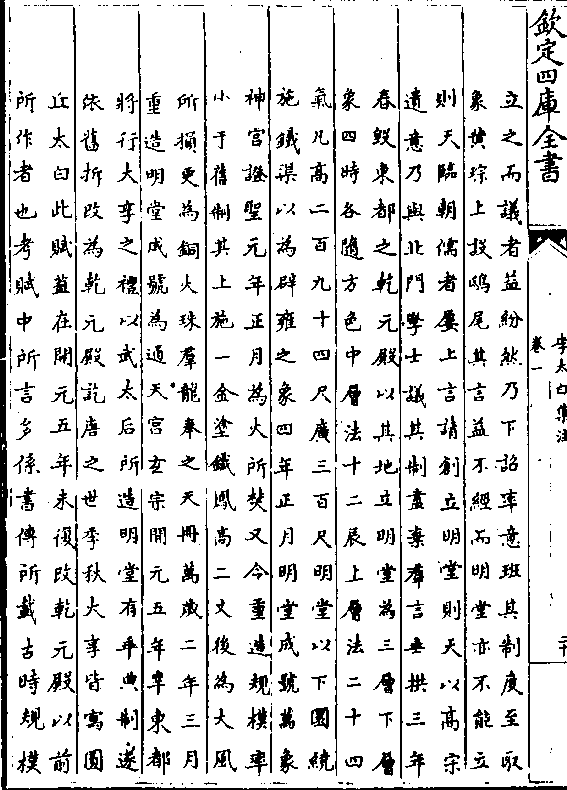 欽定四庫全書
李太白集注
卷一
二十
立之而議者益紛然乃下詔率意班其制度至取
象黄琮上設鴟尾其言益不經而明堂亦不能立
則天臨朝儒者屢上言請創立明堂則天以高宗
遺意乃與北門學士議其制盡棄羣言垂拱三年
春毀東都之乾元殿以其地立明堂為三層下層
象四時各隨方色中層法十二辰上層法二十四
氣凡高二百九十四尺廣三百尺明堂以下圜繞
施鐵渠以為辟雍之象四年正月明堂成號萬象
神宫證聖元年正月為火所焚又今重造規模率
小于舊制其上施一金塗鐵鳯高二丈後為大風
所損更為銅火珠羣龍奉之天冊萬歲二年三月
重造明堂成號為通天宫玄宗開元五年幸東都
將行大享之禮以武太后所造明堂有乖典制遂
依舊折改為乾元殿訖唐之世季秋大享皆寓圜
丘太白此賦蓋在開元五年未復改乾元殿以前
所作者也考賦中所言多係書傳所載古時規模